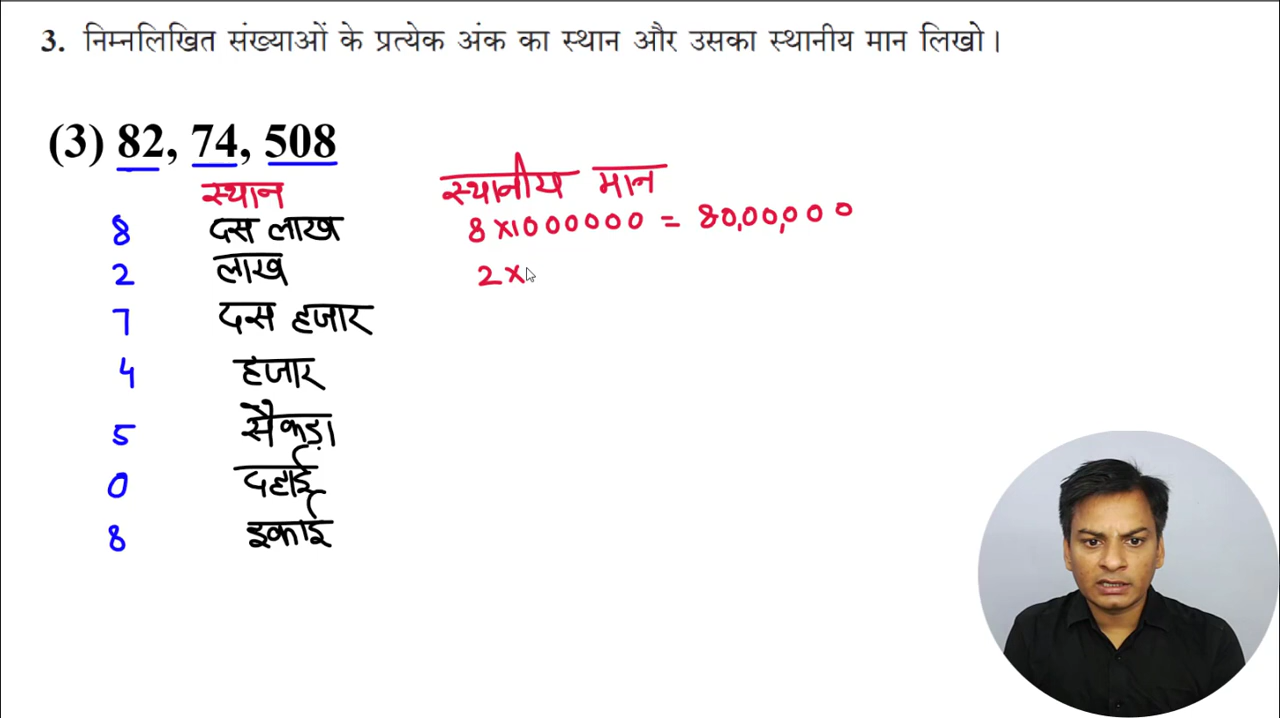 3. निम्नलिखित संख्याओं के प्रत्येक अंक का स्थान और उसका स्थानीय मान लिखो।
(3) 82, 74, 508
स्थान स्थानीय मान
8 दस लाख 8 × 1000000 = 80,00,000
2 लाख 2 ×
7 दस हजार
4 हजार
5 सैकड़ा
0 दहाई
8 इकाई